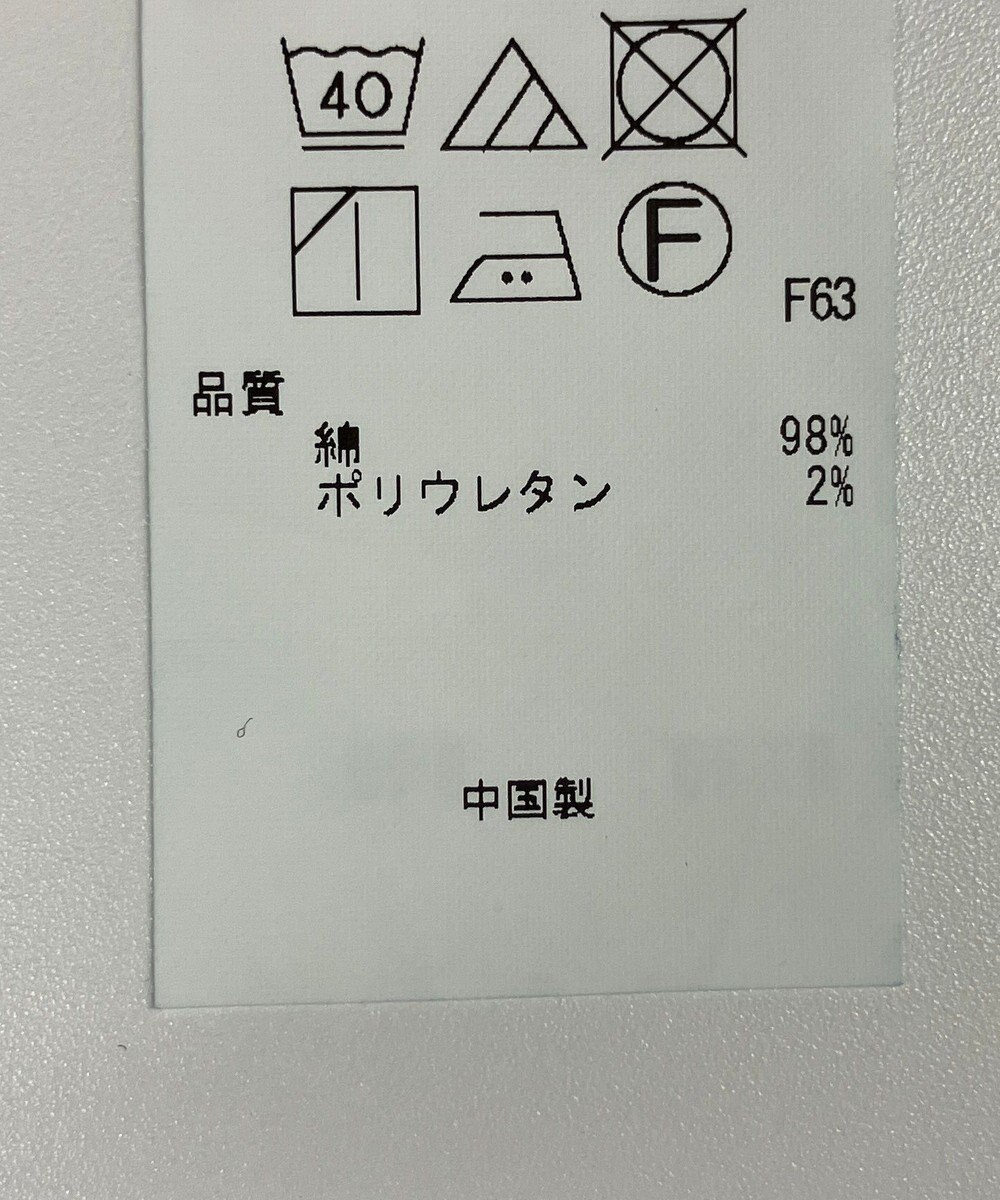 40
F
F63
品質
綿 98%
ポリウレタン 2%
中国製